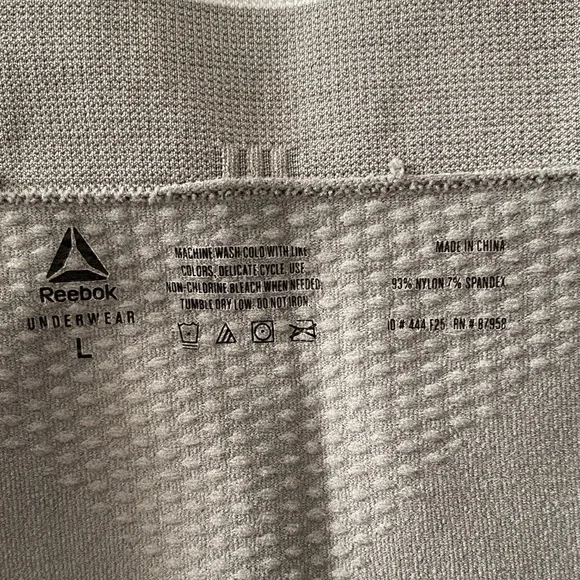 Reebok
UNDERWEAR
L
MACHINE WASH COLD WITH LIKE
COLORS, DELICATE CYCLE, USE
NON-CHLORINE BLEACH WHEN NEEDED,
TUMBLE DRY LOW. DO NOT IRON.
MADE IN CHINA
93% NYLON 7% SPANDEX
ID # 444.F25 RN # 87958